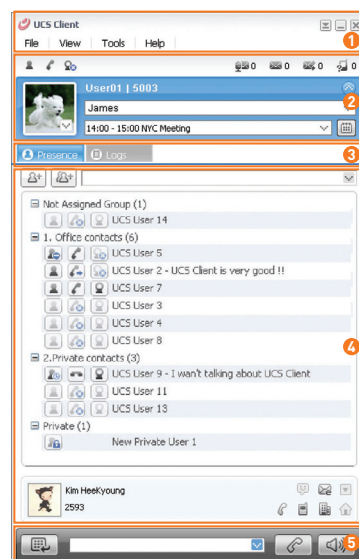 UCS Client
File View Tools Help
1
0 0 0 0
User01 | 5003
2
James
14:00 - 15:00 NYC Meeting
Presence Logs
3
Not Assigned Group (1)
UCS User 14
1. Office contacts (6)
UCS User 5
UCS User 2 - UCS Client is very good !!
UCS User 7
UCS User 3
UCS User 4
UCS User 8
4
2.Private contacts (3)
UCS User 9 - I wan't talking about UCS Client
UCS User 11
UCS User 13
Private (1)
New Private User 1
Kim HeeKyoung
2593
5